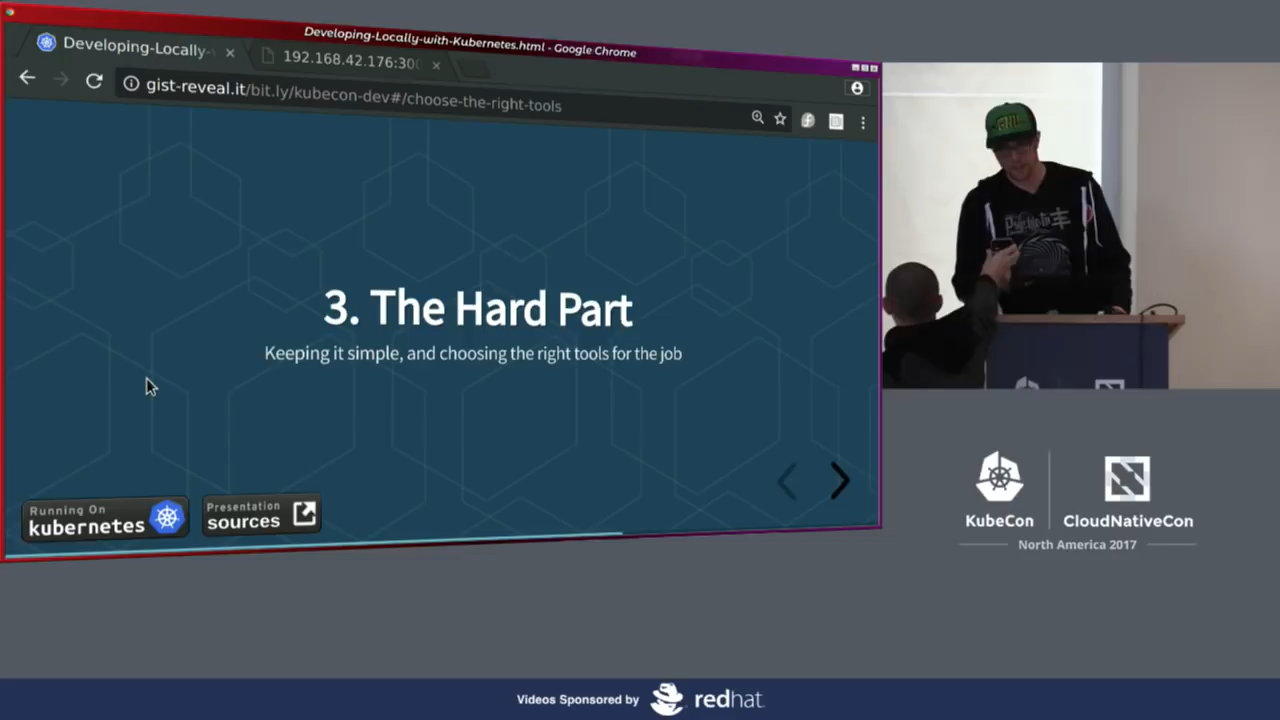 Developing-Locally-with-Kubernetes.html - Google Chrome
Developing-Locally-
192.168.42.176:300
gist-reveal.it/bit.ly/kubecon-dev#/choose-the-right-tools
3. The Hard Part
Keeping it simple, and choosing the right tools for the job
Running On
kubernetes
Presentation
sources
KubeCon
CloudNativeCon
North America 2017
Videos Sponsored by
redhat.